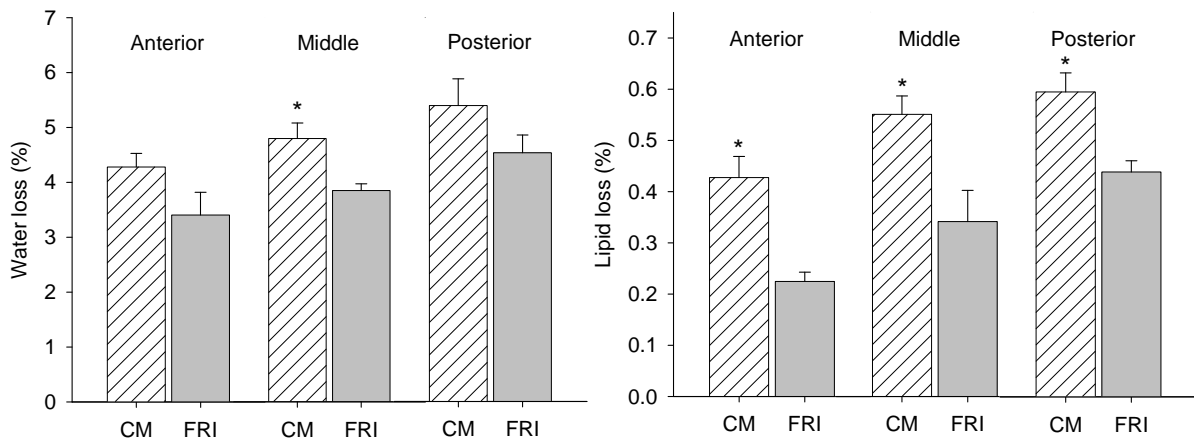 7
6
5
4
3
2
1
0
Water loss (%)
Anterior Middle Posterior
*
CM FRI CM FRI CM FRI
0.7
0.6
0.5
0.4
0.3
0.2
0.1
0.0
Lipid loss (%)
Anterior Middle Posterior
* * *
CM FRI CM FRI CM FRI